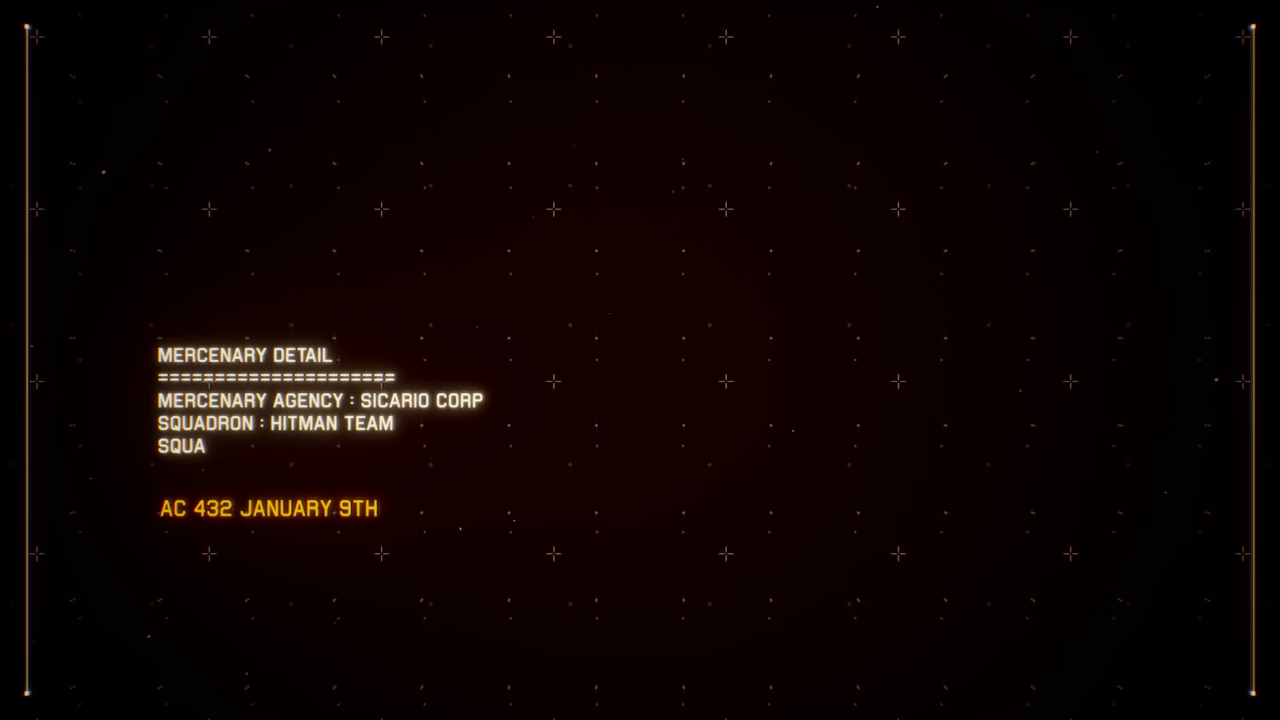 MERCENARY DETAIL
=====================
MERCENARY AGENCY : SICARIO CORP
SQUADRON : HITMAN TEAM
SQUA
AC 432 JANUARY 9TH